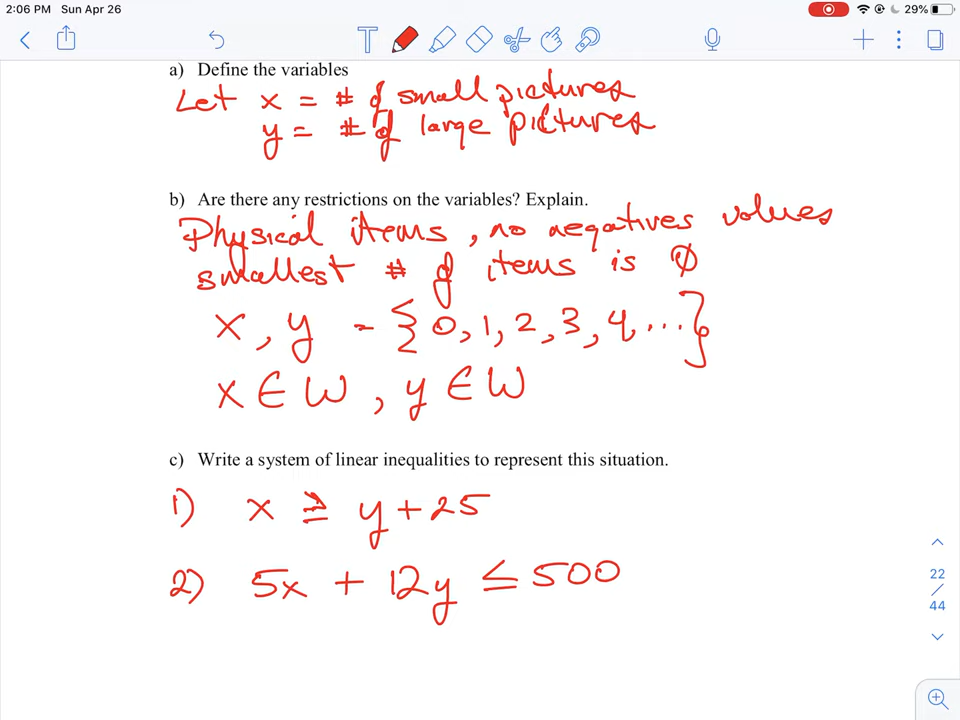 2:06 PM Sun Apr 26
29%
T
a) Define the variables
Let x = # of small pictures
y = # of large pictures
b) Are there any restrictions on the variables? Explain.
Physical items, no negatives values
smallest # of items is 0
x, y = {0, 1, 2, 3, 4, ...}
x ∈ W, y ∈ W
c) Write a system of linear inequalities to represent this situation.
1) x ≥ y + 25
2) 5x + 12y ≤ 500
22
/
44